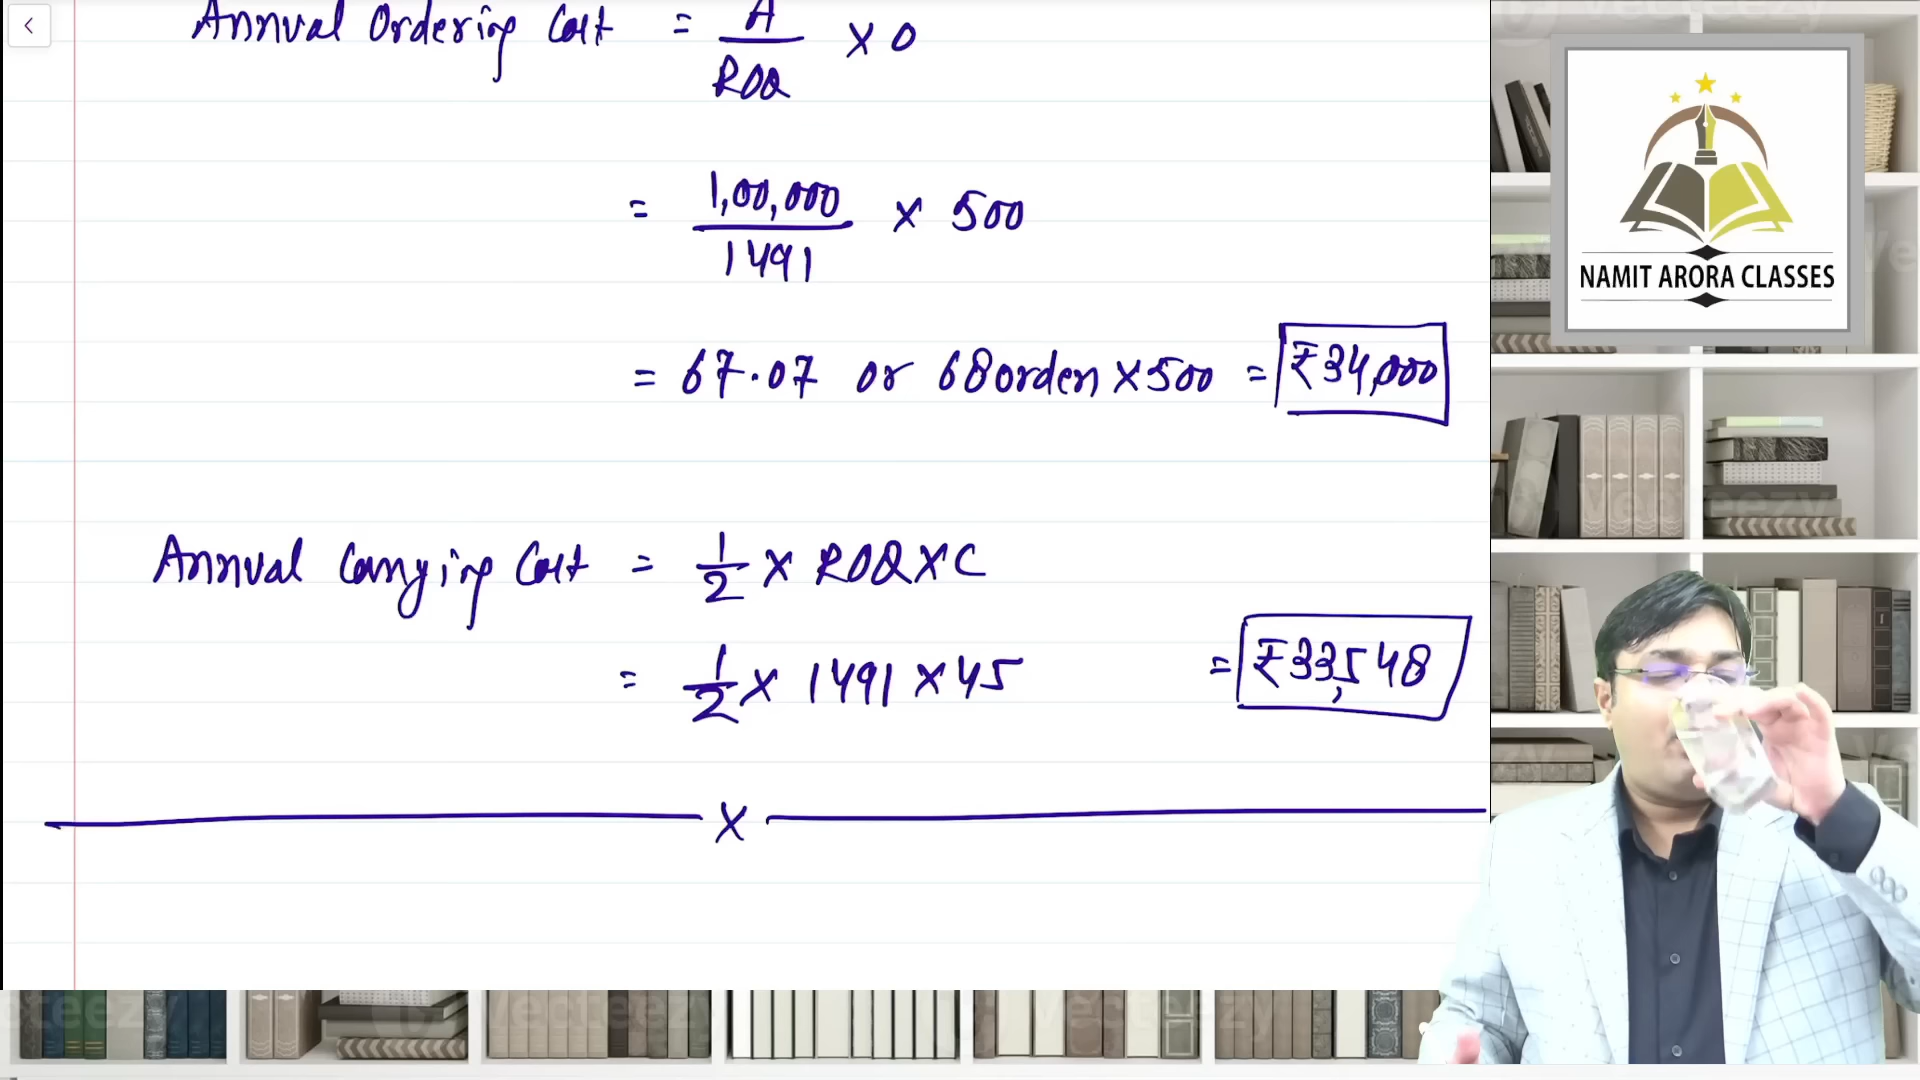 Annual Ordering Cost = A/ROQ × O
= 1,00,000/1491 × 500
= 67.07 or 68 orders × 500 = ₹34,000
Annual Carrying Cost = 1/2 × ROQ × C
= 1/2 × 1491 × 45 = ₹33,548
X
NAMIT ARORA CLASSES